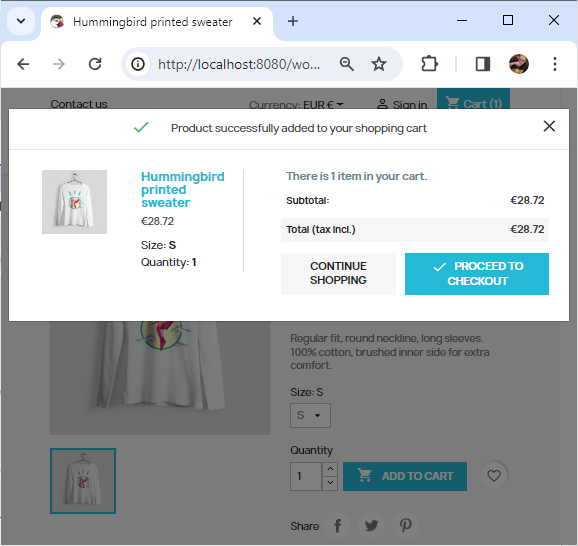 Hummingbird printed sweater
http://localhost:8080/wo...
Contact us
Currency: EUR €
Sign in
Cart (1)
Product successfully added to your shopping cart
Hummingbird
printed
sweater
€28.72
Size: S
Quantity: 1
There is 1 item in your cart.
Subtotal: €28.72
Total (tax incl.) €28.72
CONTINUE
SHOPPING
PROCEED TO
CHECKOUT
Regular fit, round neckline, long sleeves.
100% cotton, brushed inner side for extra
comfort.
Size: S
S
Quantity
1
ADD TO CART
Share